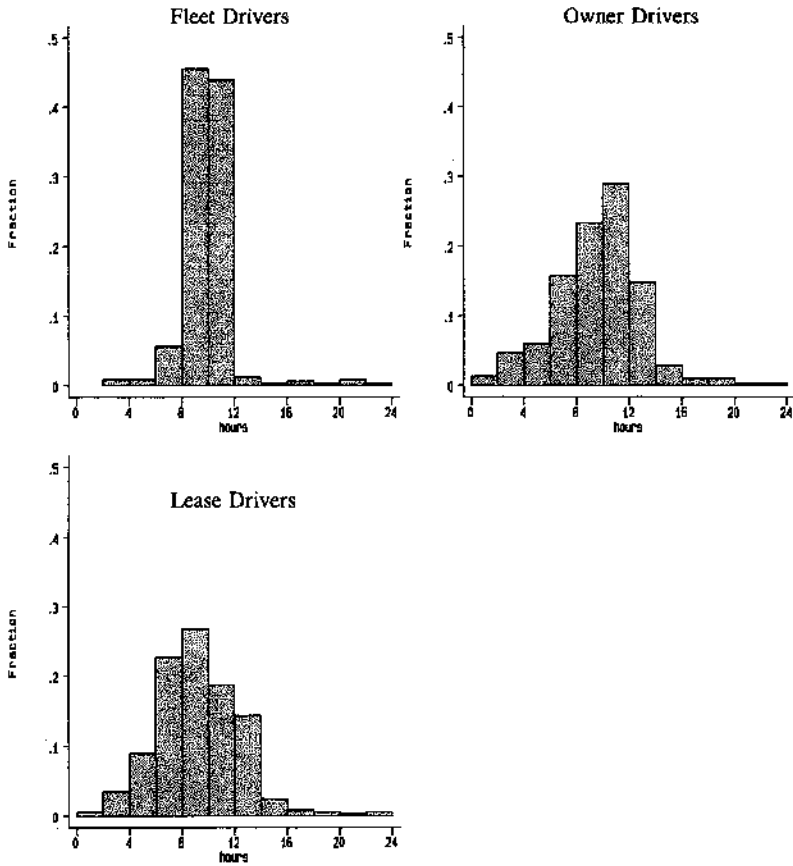 Fleet Drivers
.5
.4
.3
.2
.1
0
Fraction
0 4 8 12 16 20 24
hours
Owner Drivers
.5
.4
.3
.2
.1
0
Fraction
0 4 8 12 16 20 24
hours
Lease Drivers
.5
.4
.3
.2
.1
0
Fraction
0 4 8 12 16 20 24
hours